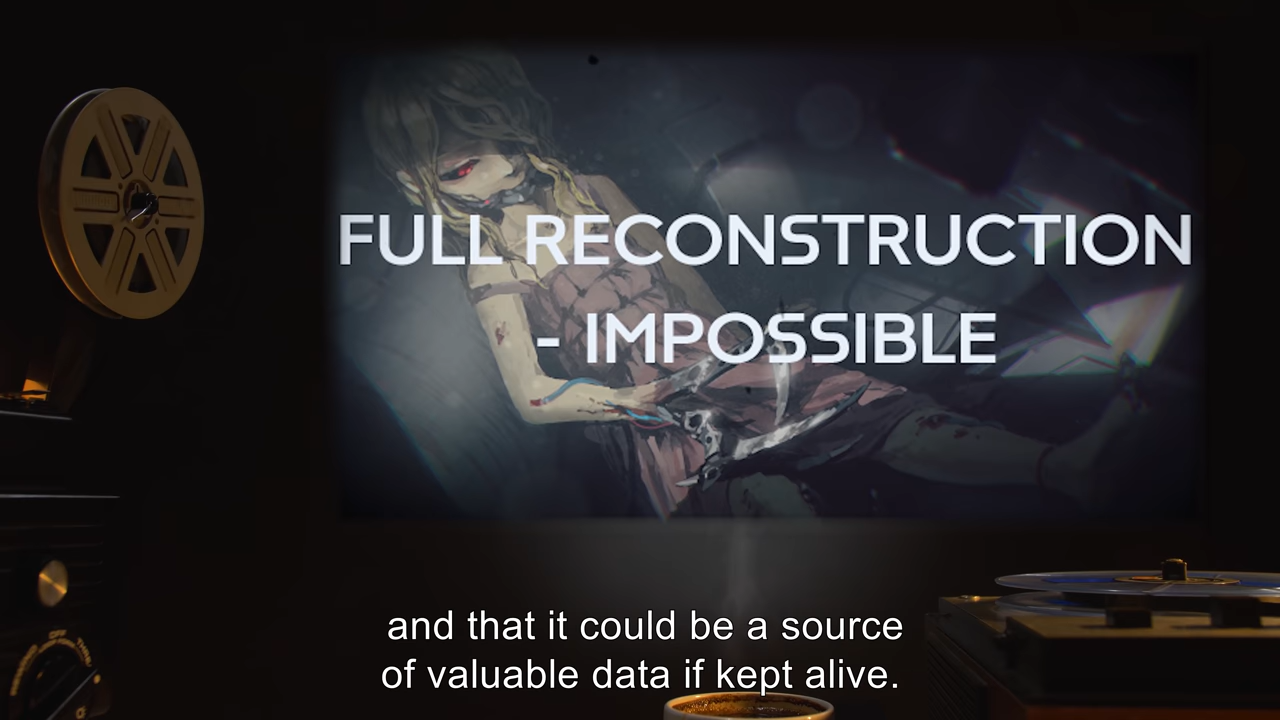 FULL RECONSTRUCTION
- IMPOSSIBLE
and that it could be a source
of valuable data if kept alive.